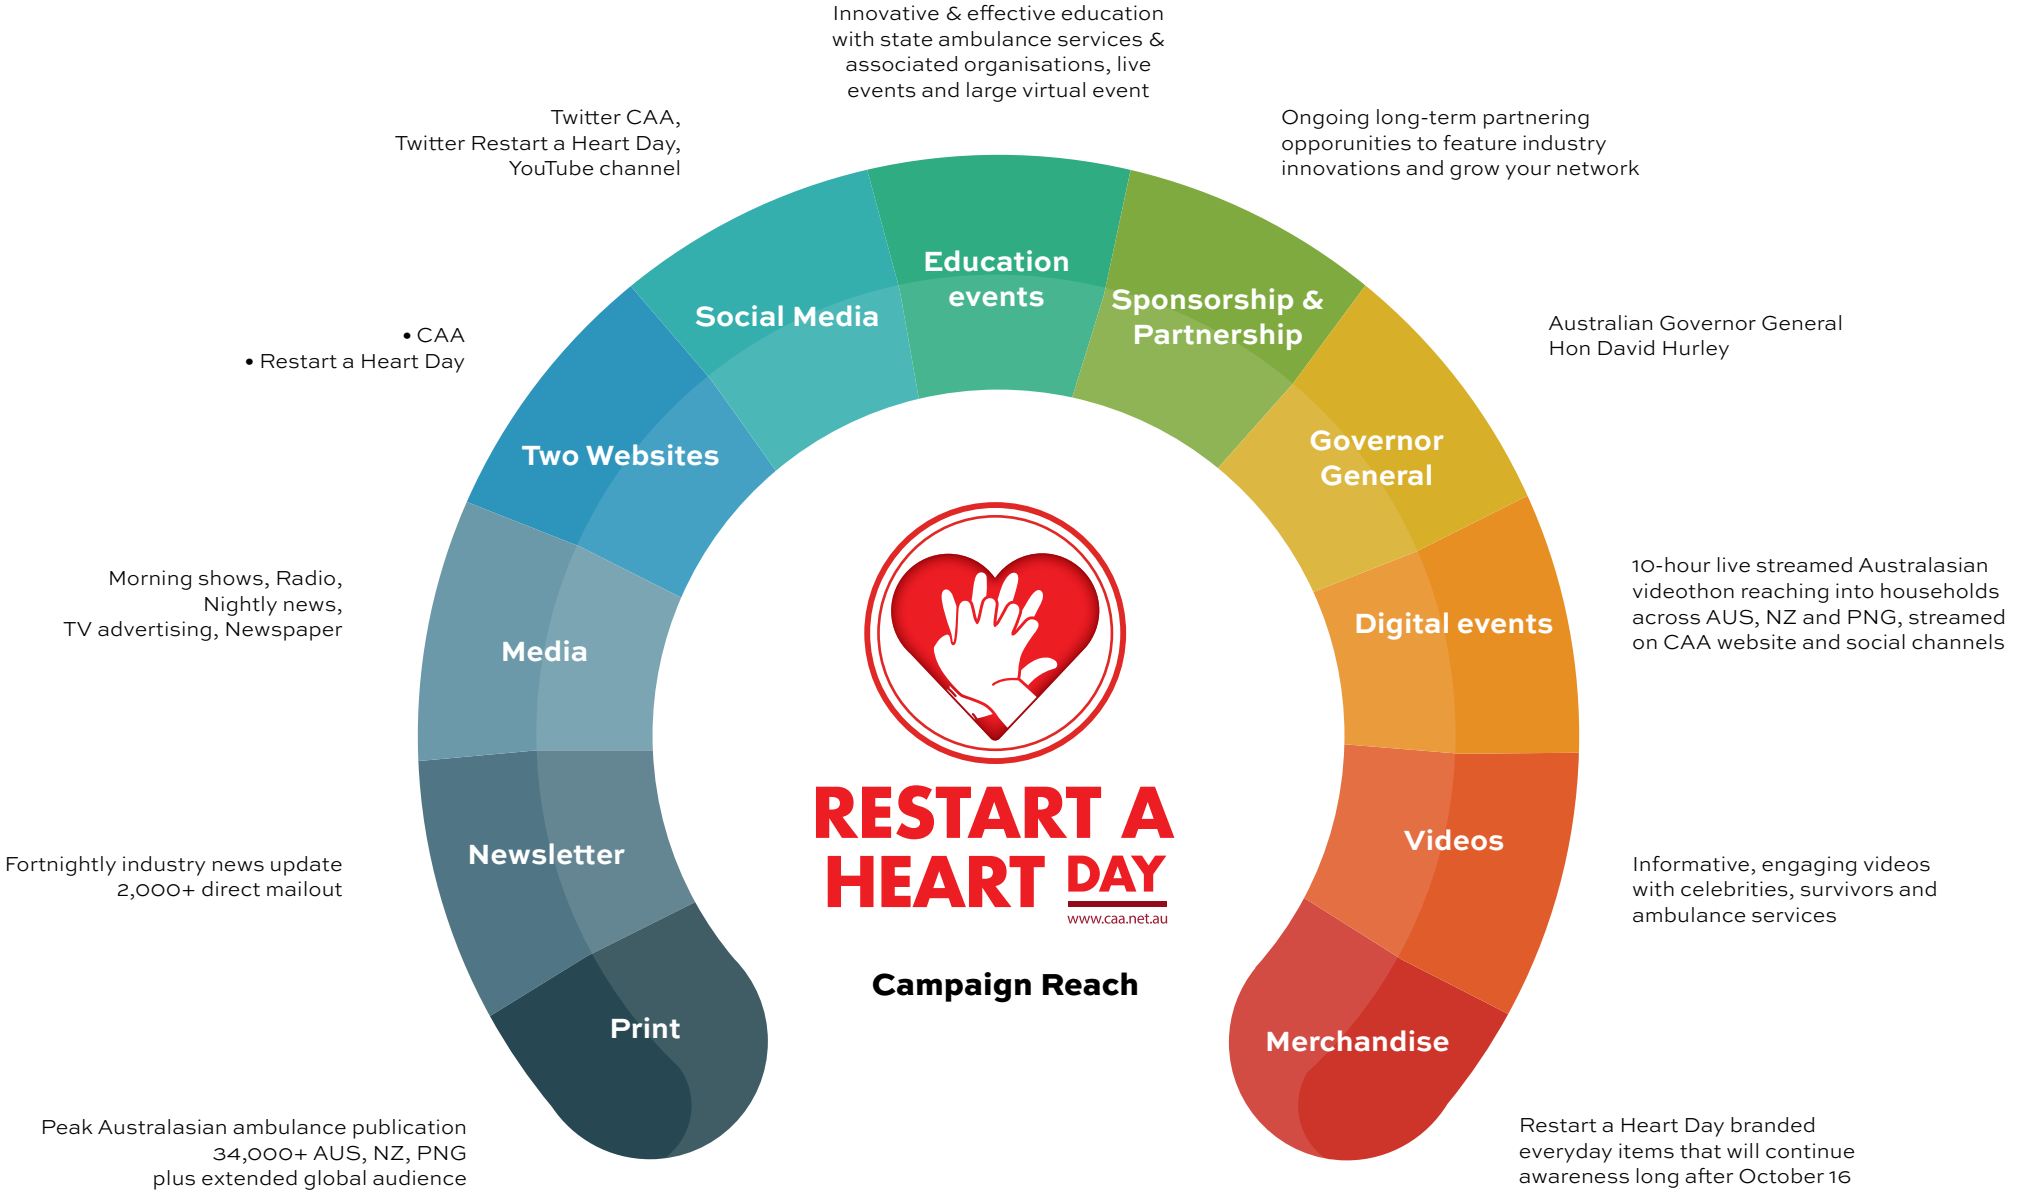 Innovative & effective education
with state ambulance services &
associated organisations, live
events and large virtual event
Twitter CAA,
Twitter Restart a Heart Day,
YouTube channel
Ongoing long-term partnering
opporunities to feature industry
innovations and grow your network
• CAA
• Restart a Heart Day
Australian Governor General
Hon David Hurley
Morning shows, Radio,
Nightly news,
TV advertising, Newspaper
10-hour live streamed Australasian
videothon reaching into households
across AUS, NZ and PNG, streamed
on CAA website and social channels
Fortnightly industry news update
2,000+ direct mailout
Informative, engaging videos
with celebrities, survivors and
ambulance services
Peak Australasian ambulance publication
34,000+ AUS, NZ, PNG
plus extended global audience
Restart a Heart Day branded
everyday items that will continue
awareness long after October 16
Print
Newsletter
Media
Two Websites
Social Media
Education
events
Sponsorship &
Partnership
Governor
General
Digital events
Videos
Merchandise
RESTART A
HEART DAY
www.caa.net.au
Campaign Reach